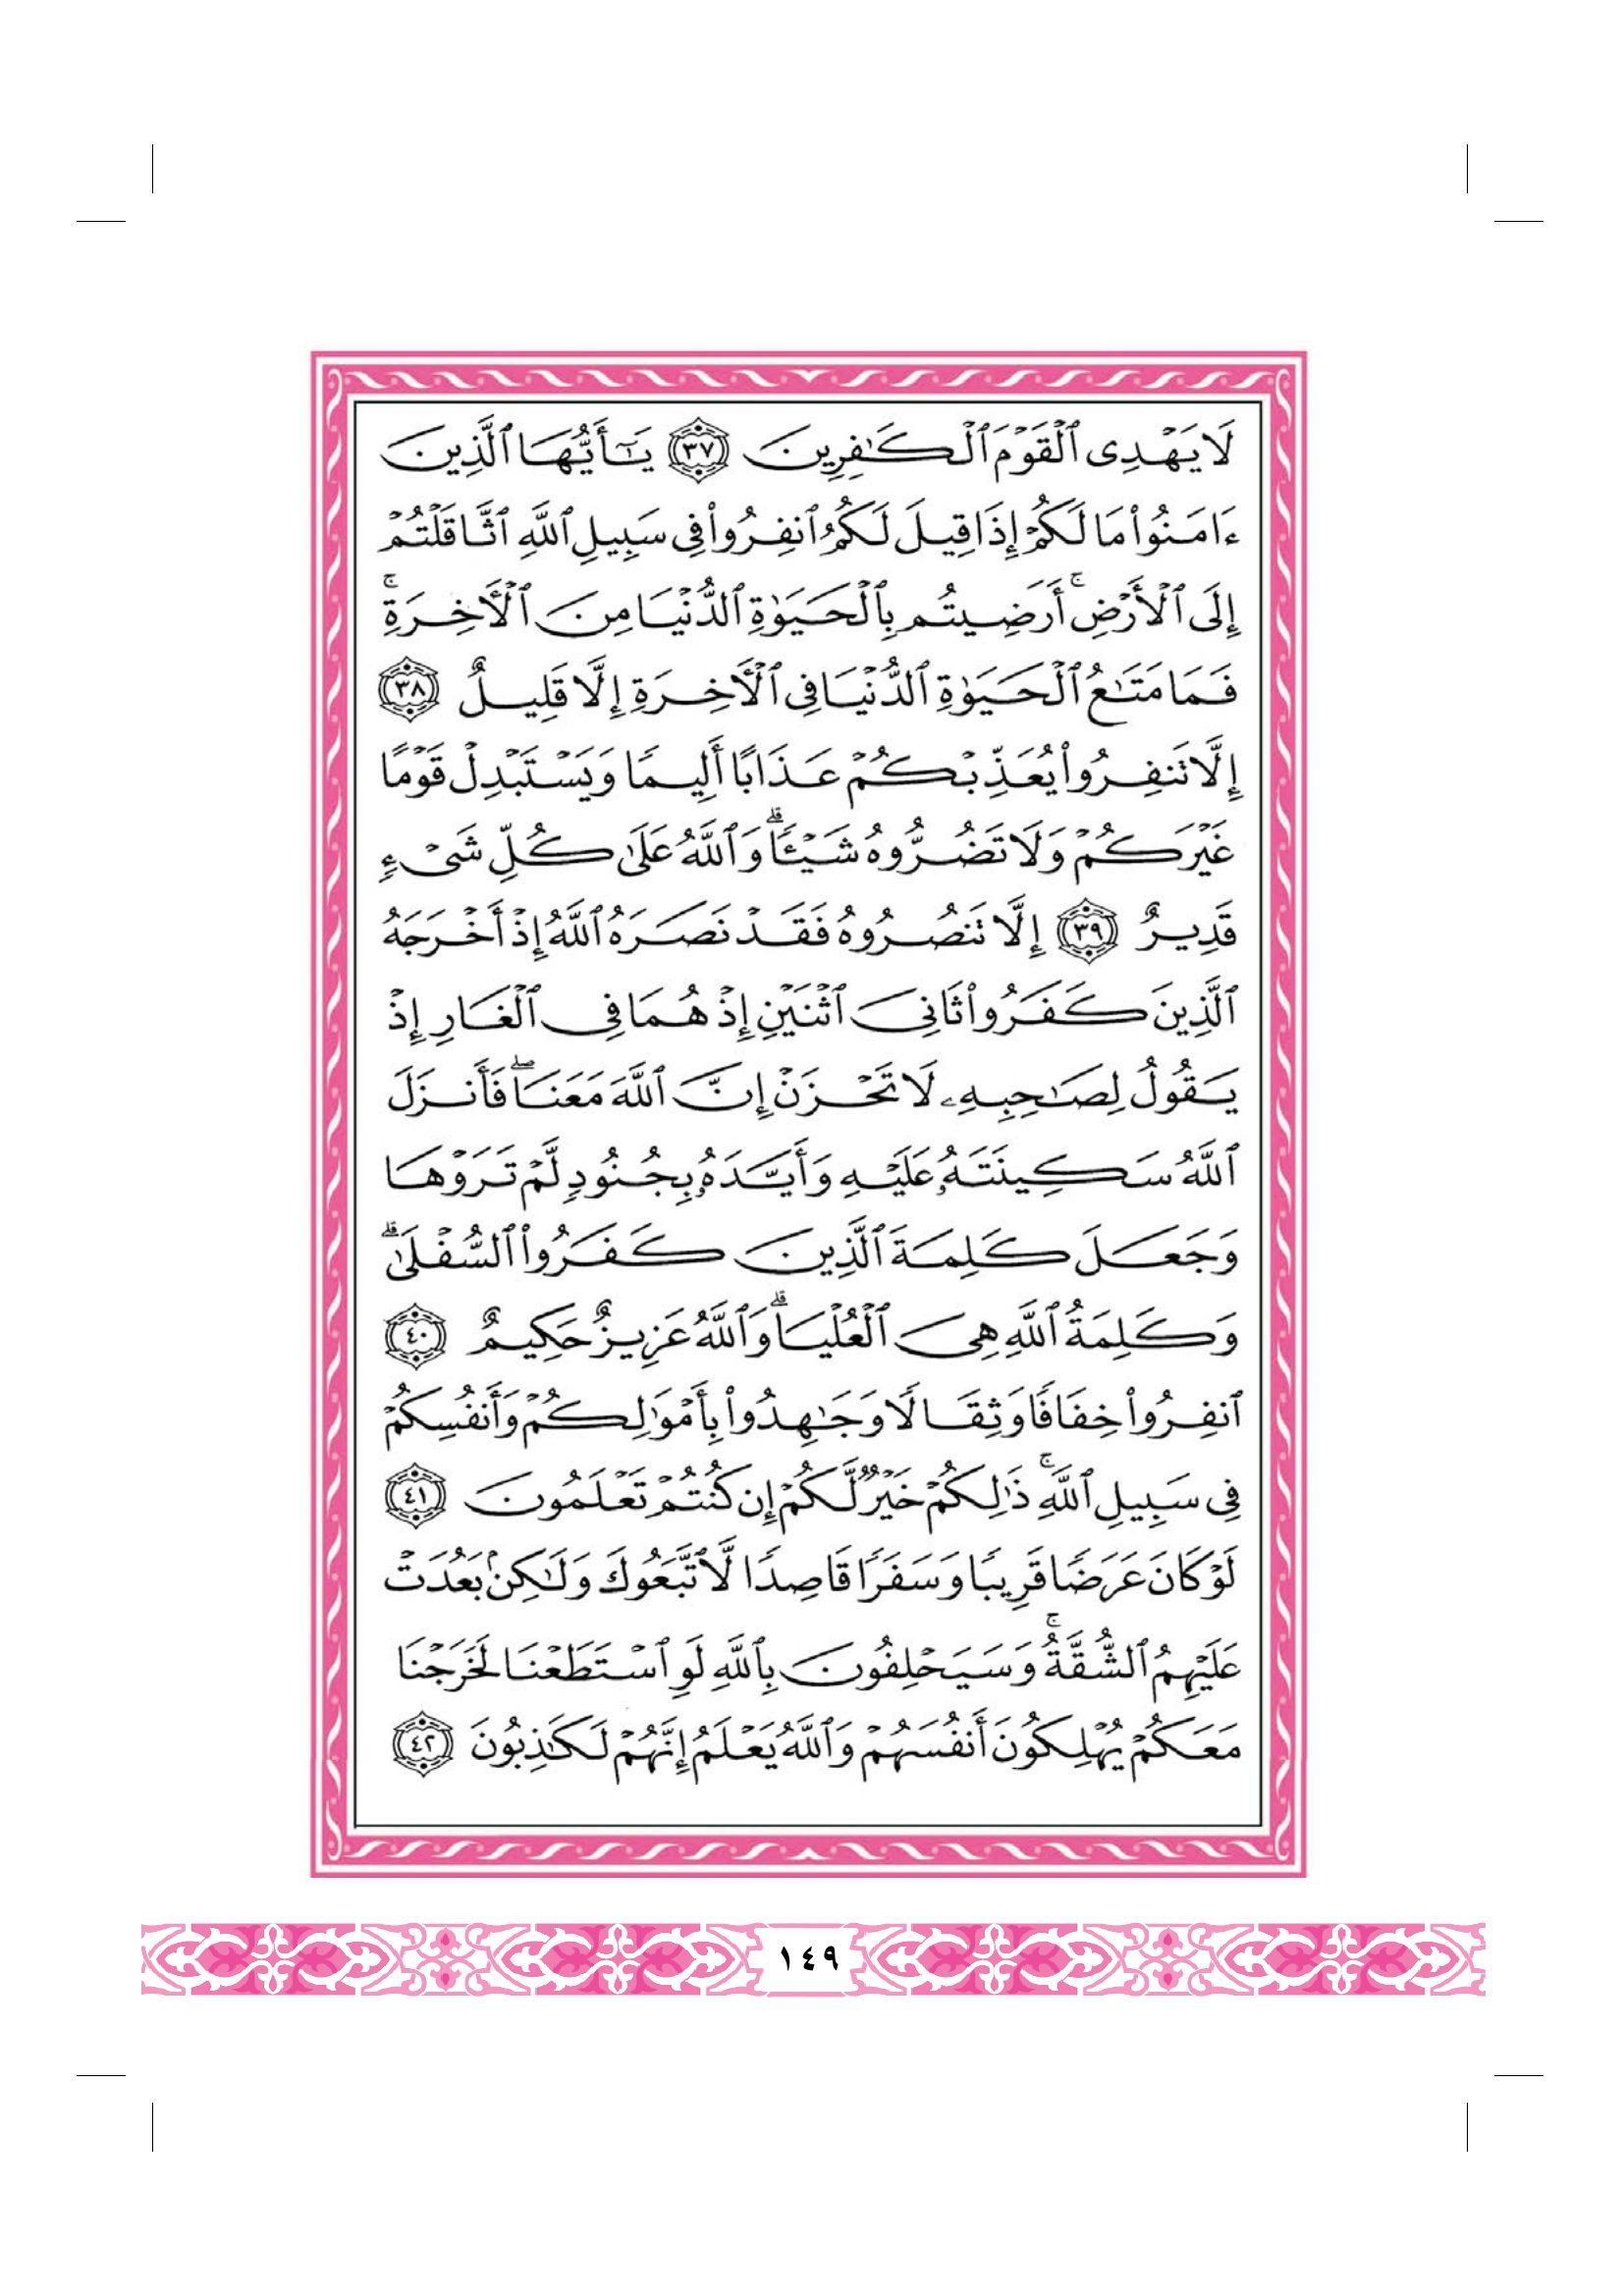 لَا يَهْدِى ٱلْقَوْمَ ٱلْكَٰفِرِينَ ٣٧ يَٰٓأَيُّهَا ٱلَّذِينَ
ءَامَنُوا۟ مَا لَكُمْ إِذَا قِيلَ لَكُمُ ٱنفِرُوا۟ فِى سَبِيلِ ٱللَّهِ ٱثَّاقَلْتُمْ
إِلَى ٱلْأَرْضِ ۚ أَرَضِيتُم بِٱلْحَيَوٰةِ ٱلدُّنْيَا مِنَ ٱلْأَخِرَةِ ۚ
فَمَا مَتَٰعُ ٱلْحَيَوٰةِ ٱلدُّنْيَا فِى ٱلْأَخِرَةِ إِلَّا قَلِيلٌ ٣٨
إِلَّا تَنفِرُوا۟ يُعَذِّبْكُمْ عَذَابًا أَلِيمًا وَيَسْتَبْدِلْ قَوْمًا
غَيْرَكُمْ وَلَا تَضُرُّوهُ شَيْـًٔا ۗ وَٱللَّهُ عَلَىٰ كُلِّ شَىْءٍ
قَدِيرٌ ٣٩ إِلَّا تَنصُرُوهُ فَقَدْ نَصَرَهُ ٱللَّهُ إِذْ أَخْرَجَهُ
ٱلَّذِينَ كَفَرُوا۟ ثَانِىَ ٱثْنَيْنِ إِذْ هُمَا فِى ٱلْغَارِ إِذْ
يَقُولُ لِصَٰحِبِهِۦ لَا تَحْزَنْ إِنَّ ٱللَّهَ مَعَنَا ۖ فَأَنزَلَ
ٱللَّهُ سَكِينَتَهُۥ عَلَيْهِ وَأَيَّدَهُۥ بِجُنُودٍ لَّمْ تَرَوْهَا
وَجَعَلَ كَلِمَةَ ٱلَّذِينَ كَفَرُوا۟ ٱلسُّفْلَىٰ ۗ
وَكَلِمَةُ ٱللَّهِ هِىَ ٱلْعُلْيَا ۗ وَٱللَّهُ عَزِيزٌ حَكِيمٌ ٤٠
ٱنفِرُوا۟ خِفَافًا وَثِقَالًا وَجَٰهِدُوا۟ بِأَمْوَٰلِكُمْ وَأَنفُسِكُمْ
فِى سَبِيلِ ٱللَّهِ ۚ ذَٰلِكُمْ خَيْرٌ لَّكُمْ إِن كُنتُمْ تَعْلَمُونَ ٤١
لَوْ كَانَ عَرَضًا قَرِيبًا وَسَفَرًا قَاصِدًا لَّٱتَّبَعُوكَ وَلَٰكِنۢ بَعُدَتْ
عَلَيْهِمُ ٱلشُّقَّةُ ۚ وَسَيَحْلِفُونَ بِٱللَّهِ لَوِ ٱسْتَطَعْنَا لَخَرَجْنَا
مَعَكُمْ يُهْلِكُونَ أَنفُسَهُمْ وَٱللَّهُ يَعْلَمُ إِنَّهُمْ لَكَٰذِبُونَ ٤٢
١٤٩